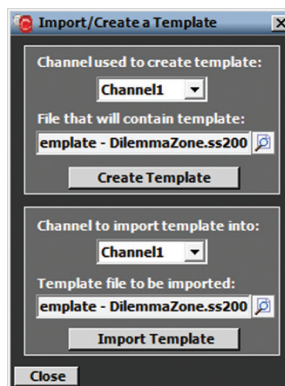 Import/Create a Template
Channel used to create template:
Channel1
File that will contain template:
emplate - DilemmaZone.ss200
Create Template
Channel to import template into:
Channel1
Template file to be imported:
emplate - DilemmaZone.ss200
Import Template
Close